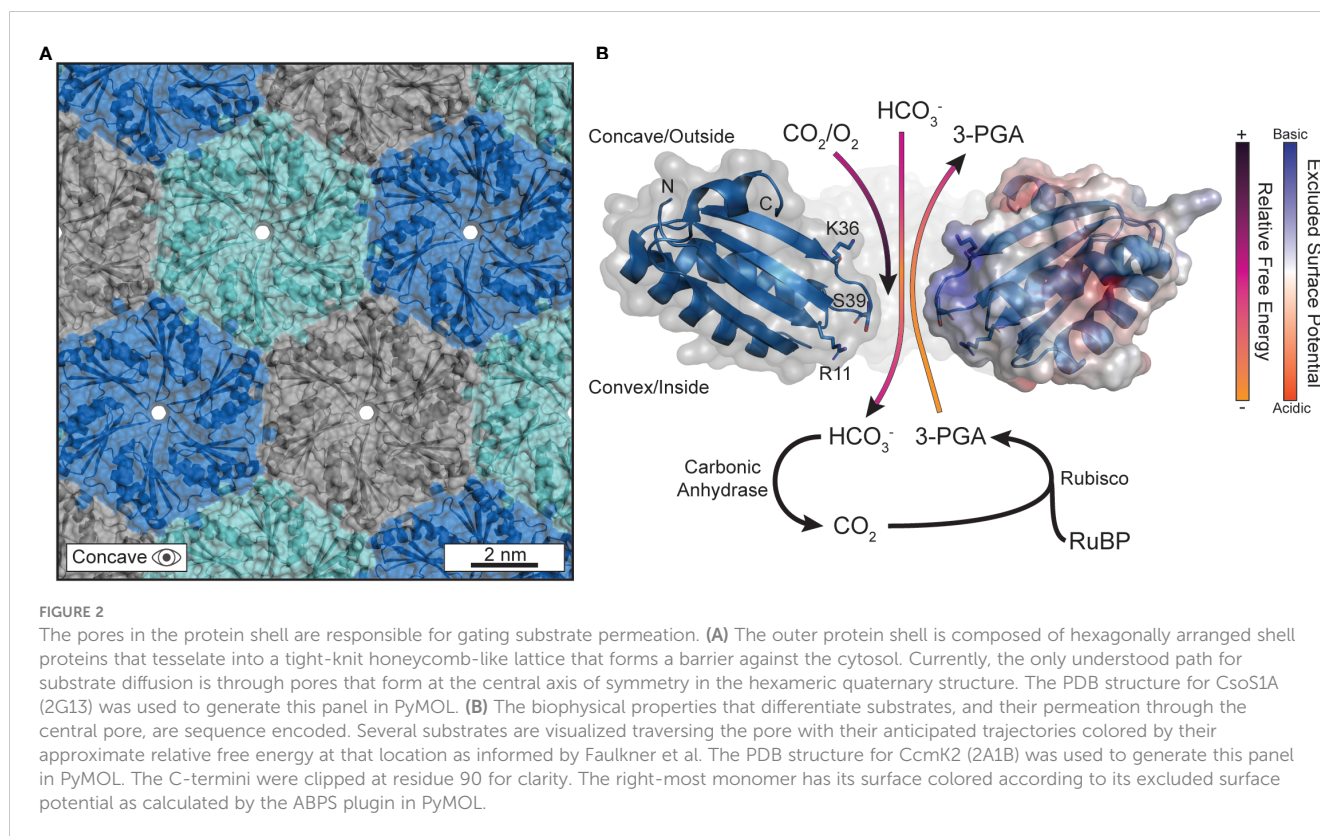 A
B
HCO3-
CO2/O2
3-PGA
Concave/Outside
N
C
K36
S39
R11
Convex/Inside
HCO3-
3-PGA
Carbonic
Anhydrase
Rubisco
CO2
RuBP
+
Basic
Relative Free Energy
Excluded Surface Potential
-
Acidic
Concave
2 nm
FIGURE 2
The pores in the protein shell are responsible for gating substrate permeation. (A) The outer protein shell is composed of hexagonally arranged shell
proteins that tesselate into a tight-knit honeycomb-like lattice that forms a barrier against the cytosol. Currently, the only understood path for
substrate diffusion is through pores that form at the central axis of symmetry in the hexameric quaternary structure. The PDB structure for CsoS1A
(2G13) was used to generate this panel in PyMOL. (B) The biophysical properties that differentiate substrates, and their permeation through the
central pore, are sequence encoded. Several substrates are visualized traversing the pore with their anticipated trajectories colored by their
approximate relative free energy at that location as informed by Faulkner et al. The PDB structure for CcmK2 (2A1B) was used to generate this panel
in PyMOL. The C-termini were clipped at residue 90 for clarity. The right-most monomer has its surface colored according to its excluded surface
potential as calculated by the ABPS plugin in PyMOL.